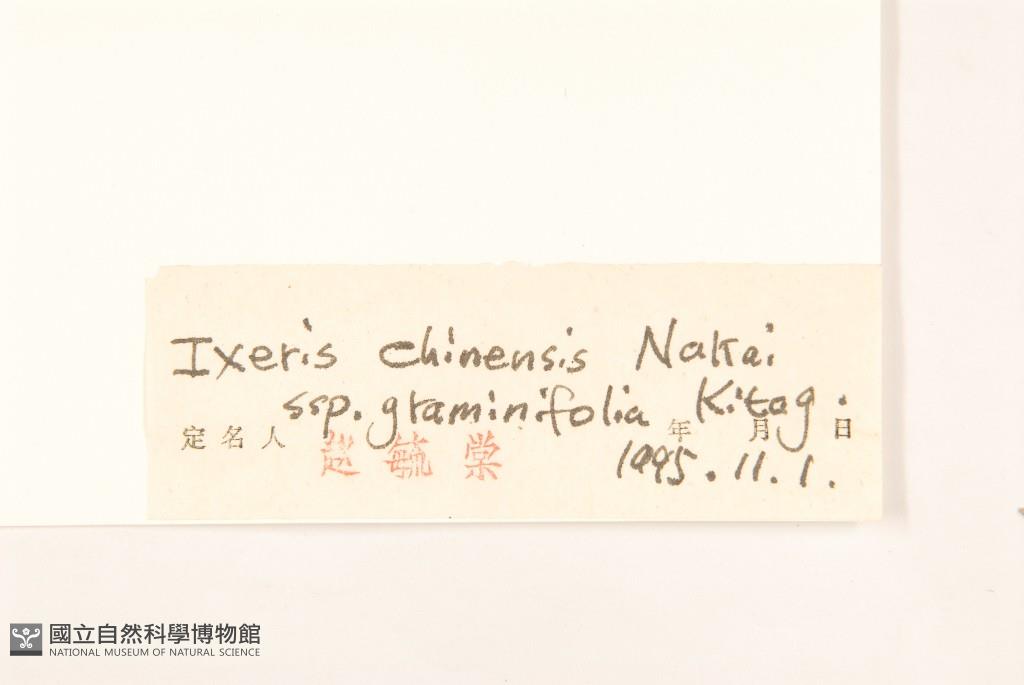 Ixeris chinensis Nakai
ssp. graminifolia Kitag.
定名人 趙毓棠 年 月 日
1995.11.1.
國立自然科學博物館
NATIONAL MUSEUM OF NATURAL SCIENCE